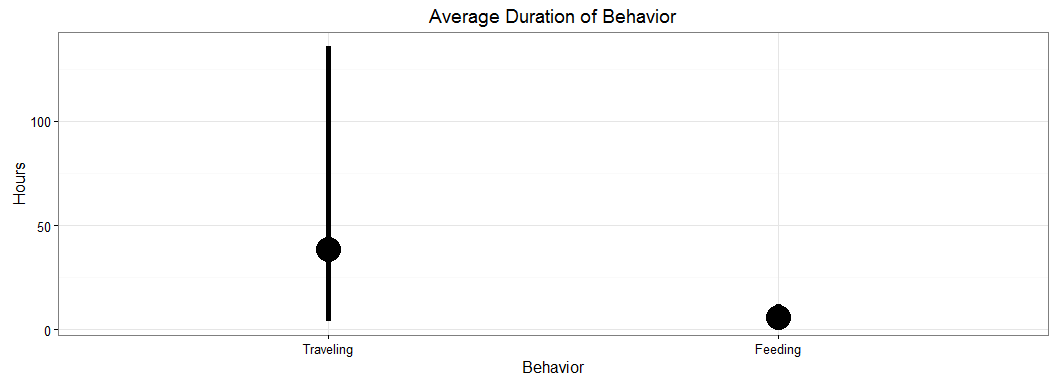 Average Duration of Behavior
Hours
100
50
0
Traveling
Feeding
Behavior